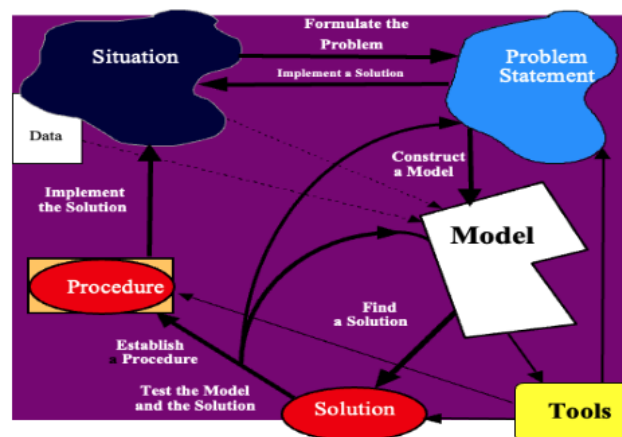 Formulate the
Problem
Situation
Problem
Statement
Implement a Solution
Data
Construct
a Model
Implement
the Solution
Model
Procedure
Find
a Solution
Establish
a Procedure
Test the Model
and the Solution
Solution
Tools